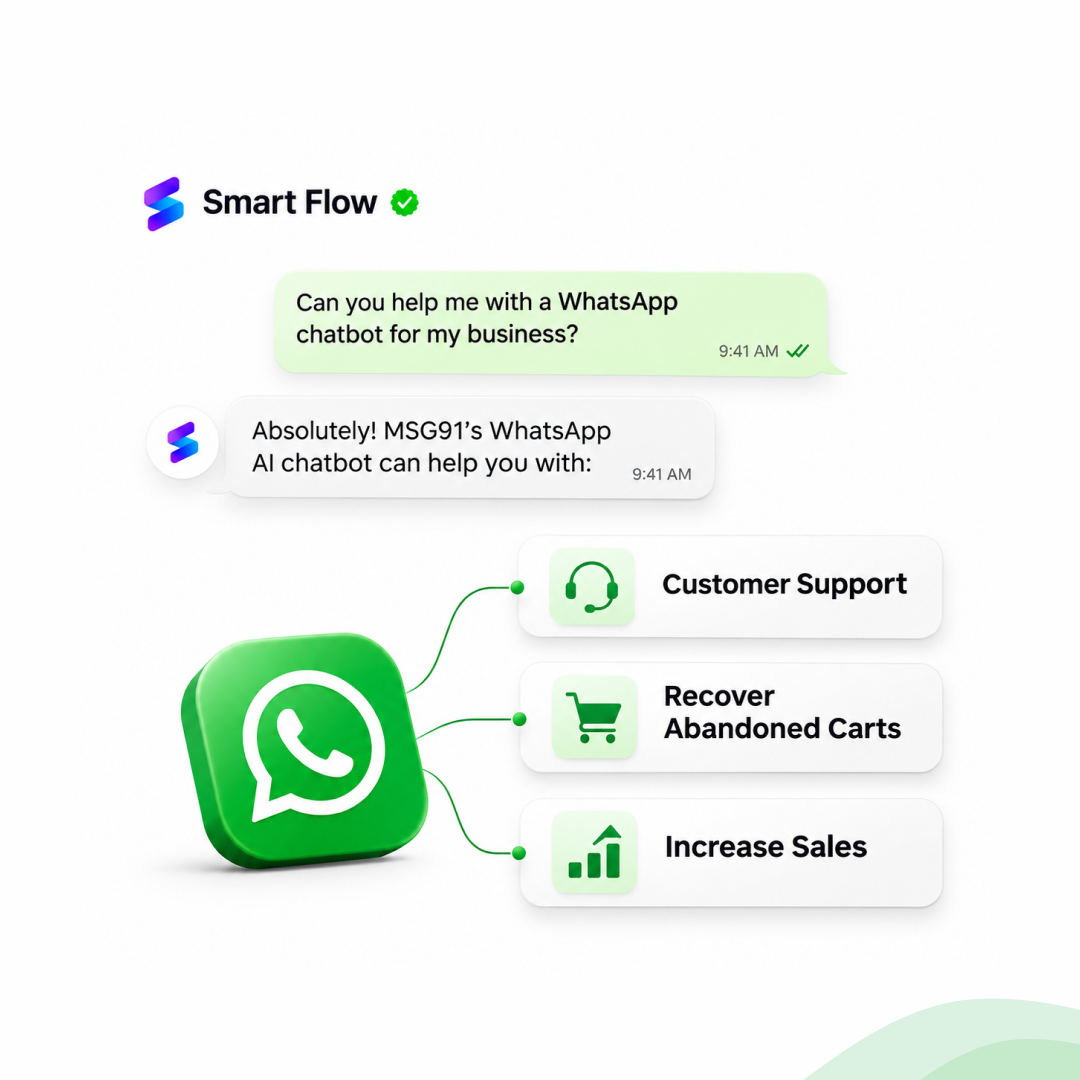 Smart Flow
Can you help me with a WhatsApp
chatbot for my business?
9:41 AM
Absolutely! MSG91’s WhatsApp
AI chatbot can help you with:
9:41 AM
Customer Support
Recover
Abandoned Carts
Increase Sales